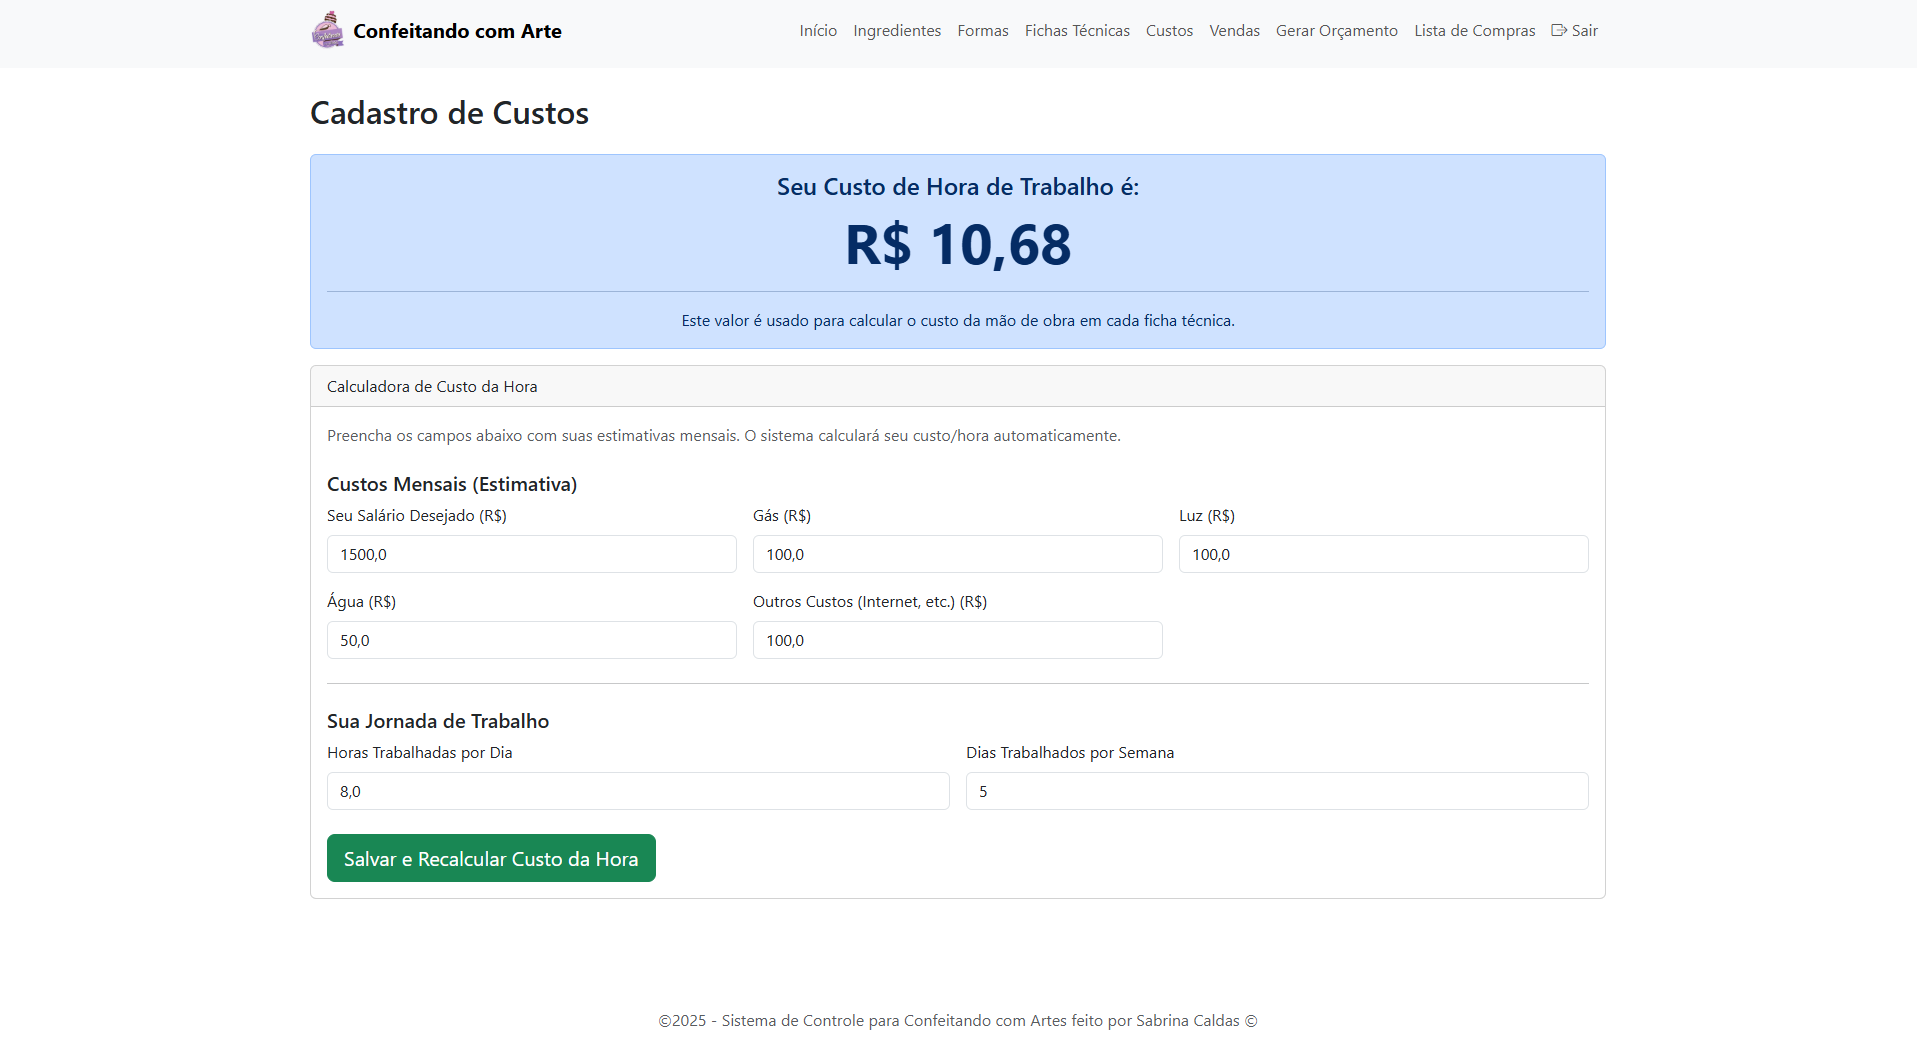 Confeitando com Arte
Início Ingredientes Formas Fichas Técnicas Custos Vendas Gerar Orçamento Lista de Compras Sair
Cadastro de Custos
Seu Custo de Hora de Trabalho é:
R$ 10,68
Este valor é usado para calcular o custo da mão de obra em cada ficha técnica.
Calculadora de Custo da Hora
Preencha os campos abaixo com suas estimativas mensais. O sistema calculará seu custo/hora automaticamente.
Custos Mensais (Estimativa)
Seu Salário Desejado (R$) Gás (R$) Luz (R$)
1500,0 100,0 100,0
Água (R$) Outros Custos (Internet, etc.) (R$)
50,0 100,0
Sua Jornada de Trabalho
Horas Trabalhadas por Dia Dias Trabalhados por Semana
8,0 5
Salvar e Recalcular Custo da Hora
©2025 - Sistema de Controle para Confeitando com Artes feito por Sabrina Caldas ©